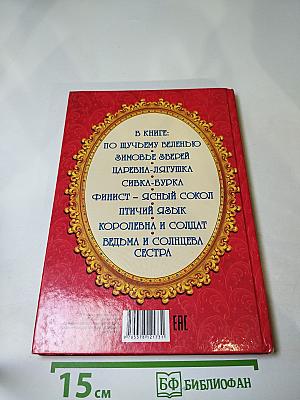 В КНИГЕ:
ПО ЩУЧЬЕМУ ВЕЛЕНЬЮ
ЗИМОВЬЕ ЗВЕРЕЙ
ЦАРЕВНА-ЛЯГУШКА
СИВКА-БУРКА
ФИНИСТ – ЯСНЫЙ СОКОЛ
ПТИЧИЙ ЯЗЫК
КОРОЛЕВНА И СОЛДАТ
ВЕДЬМА И СОЛНЦЕВА
СЕСТРА
EAC
15 см
БФ БИБЛИОФАН